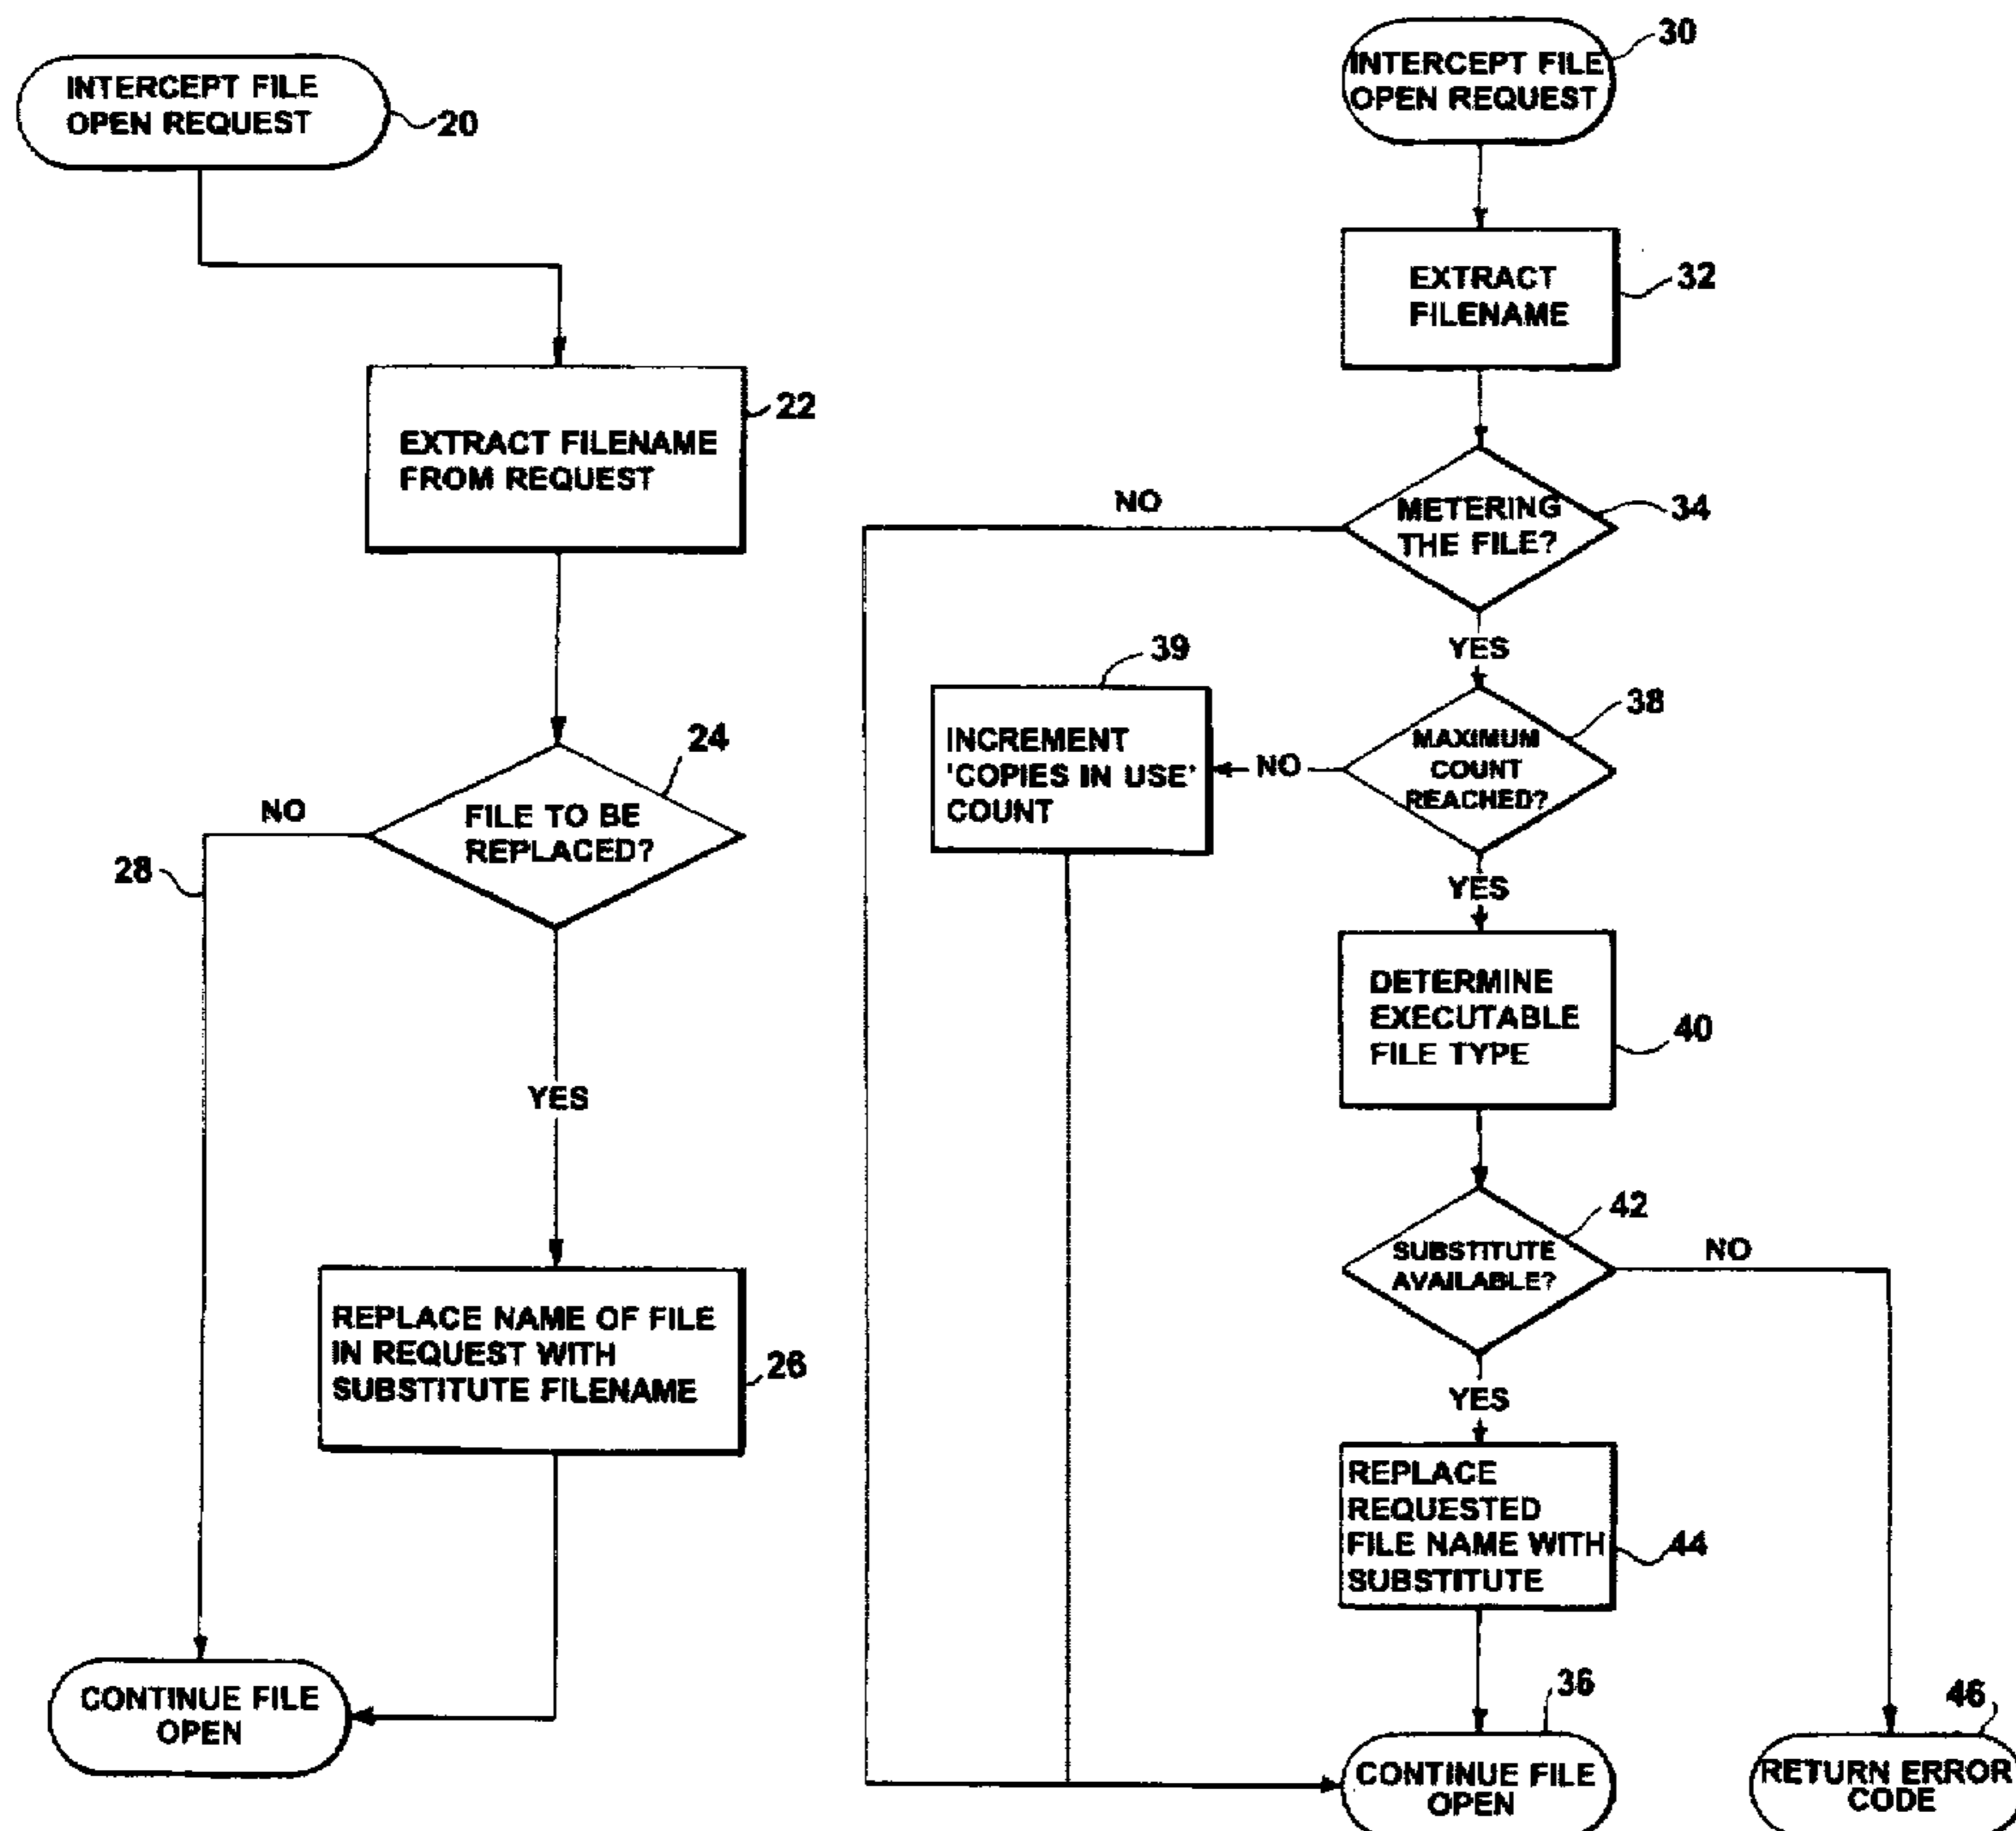 INTERCEPT FILE
OPEN REQUEST
20
EXTRACT FILENAME
FROM REQUEST
22
24
FILE TO BE
REPLACED?
NO
28
YES
REPLACE NAME OF FILE
IN REQUEST WITH
SUBSTITUTE FILENAME
26
CONTINUE FILE
OPEN
INTERCEPT FILE
OPEN REQUEST
30
EXTRACT
FILENAME
32
METERING
THE FILE?
34
NO
YES
MAXIMUM
COUNT
REACHED?
38
NO
39
INCREMENT
'COPIES IN USE'
COUNT
YES
DETERMINE
EXECUTABLE
FILE TYPE
40
SUBSTITUTE
AVAILABLE?
42
NO
YES
REPLACE
REQUESTED
FILE NAME WITH
SUBSTITUTE
44
36
CONTINUE FILE
OPEN
46
RETURN ERROR
CODE